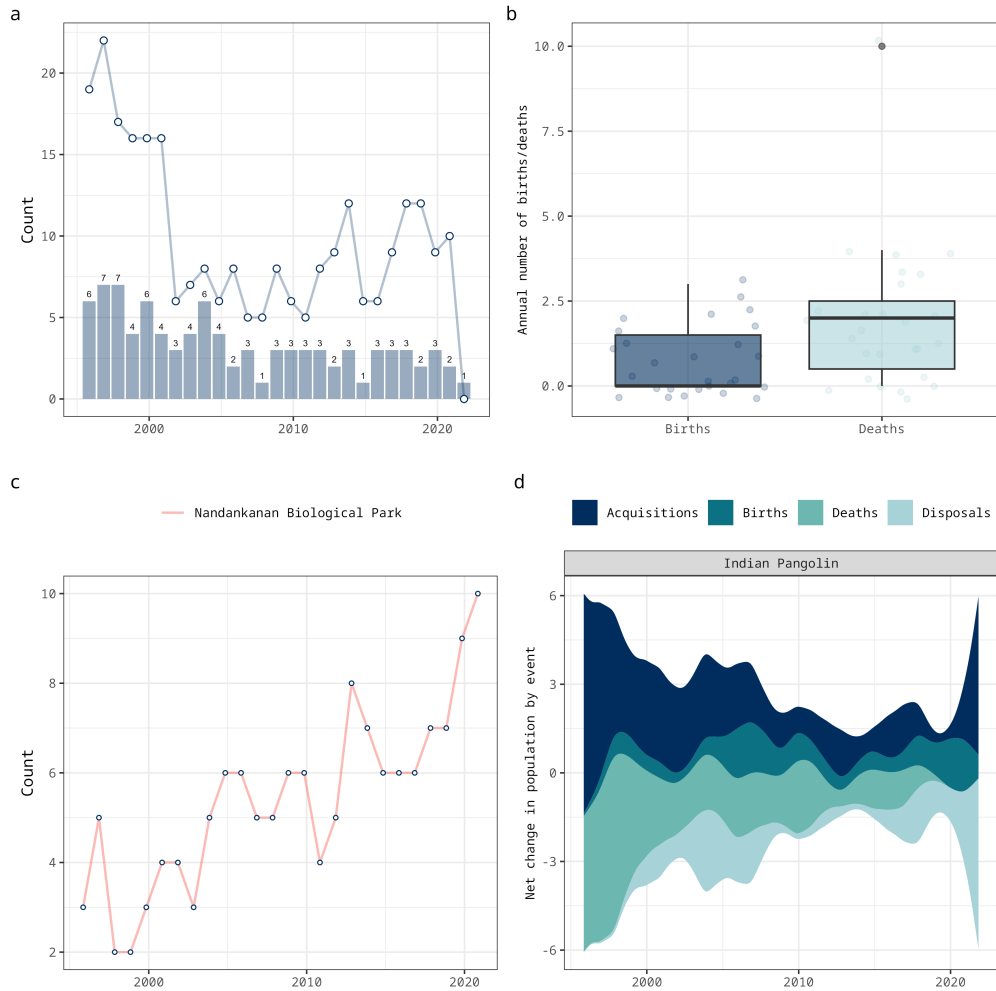 a
Count
20
15
10
5
0
6 7 7 4 6 4 3 4 6 4 2 3 1 3 3 3 3 2 3 1 3 3 3 2 3 2 1
2000 2010 2020
b
Annual number of births/deaths
10.0
7.5
5.0
2.5
0.0
Births Deaths
c
Nandankanan Biological Park
Count
10
8
6
4
2
2000 2010 2020
d
Acquisitions Births Deaths Disposals
Indian Pangolin
Net change in population by event
6
3
0
-3
-6
2000 2010 2020